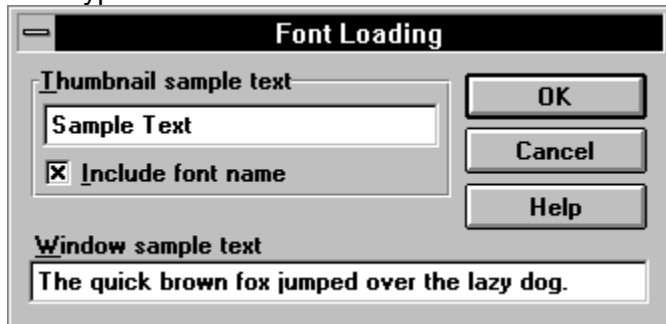 Font Loading
Thumbnail sample text
Sample Text
Include font name
OK
Cancel
Help
Window sample text
The quick brown fox jumped over the lazy dog.